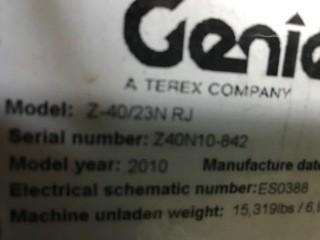 Genie
A TEREX COMPANY
Model: Z-40/23N RJ
Serial number: Z40N10-842
Model year: 2010 Manufacture date
Electrical schematic number: ES0388
Machine unladen weight: 15,319lbs / 6,